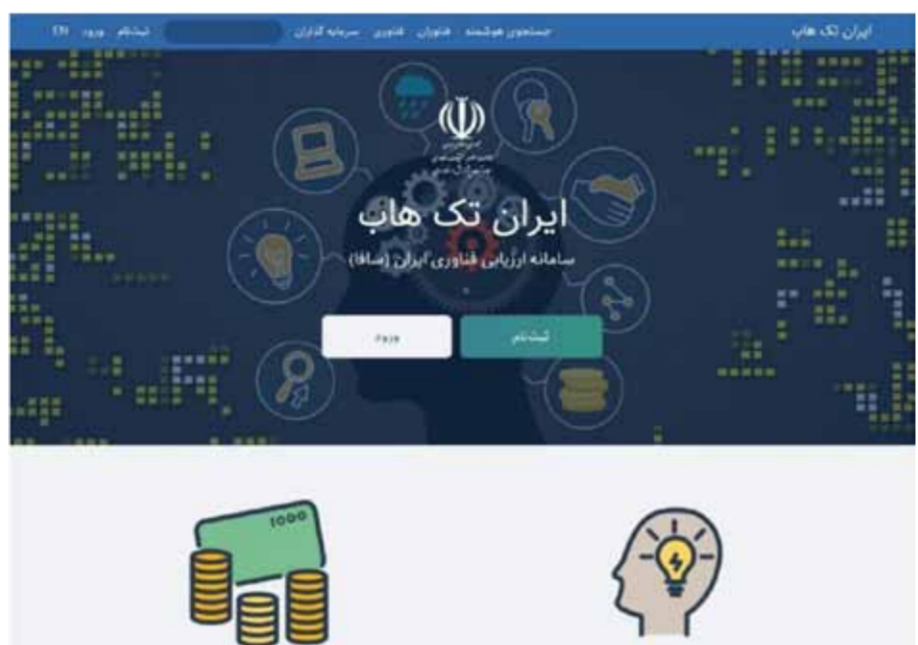 ایران تک هاب
جستجوی هوشمند فناوران فناوری سرمایه گذاران
ثبت‌نام ورود EN
ایران تک هاب
سامانه ارزیابی فناوری ایران (سافا)
ثبت‌نام
ورود
1000